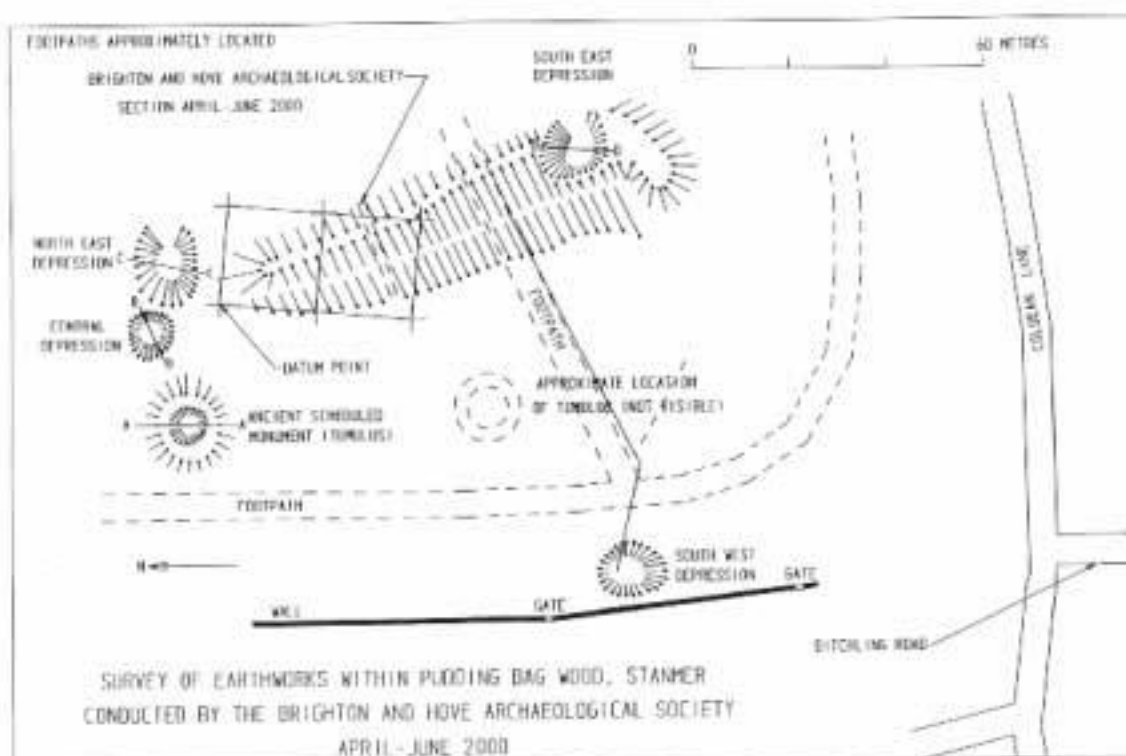 FOOTPATHS APPROXIMATELY LOCATED
BRIGHTON AND HOVE ARCHAEOLOGICAL SOCIETY
SECTION APRIL-JUNE 2000
SOUTH EAST
DEPRESSION
0
60 METRES
NORTH EAST
DEPRESSION
C
C
CENTRAL
DEPRESSION
B
B
DATUM POINT
ANCIENT SCHEDULED
MONUMENT (TUMULUS)
A
A
FOOTPATH
APPROXIMATE LOCATION
OF TUMULUS (NOT VISIBLE)
COLDEAN LANE
FOOTPATH
N
SOUTH WEST
DEPRESSION
WALL
GATE
GATE
DITCHLING ROAD
SURVEY OF EARTHWORKS WITHIN PUDDING BAG WOOD, STANMER
CONDUCTED BY THE BRIGHTON AND HOVE ARCHAEOLOGICAL SOCIETY
APRIL-JUNE 2000